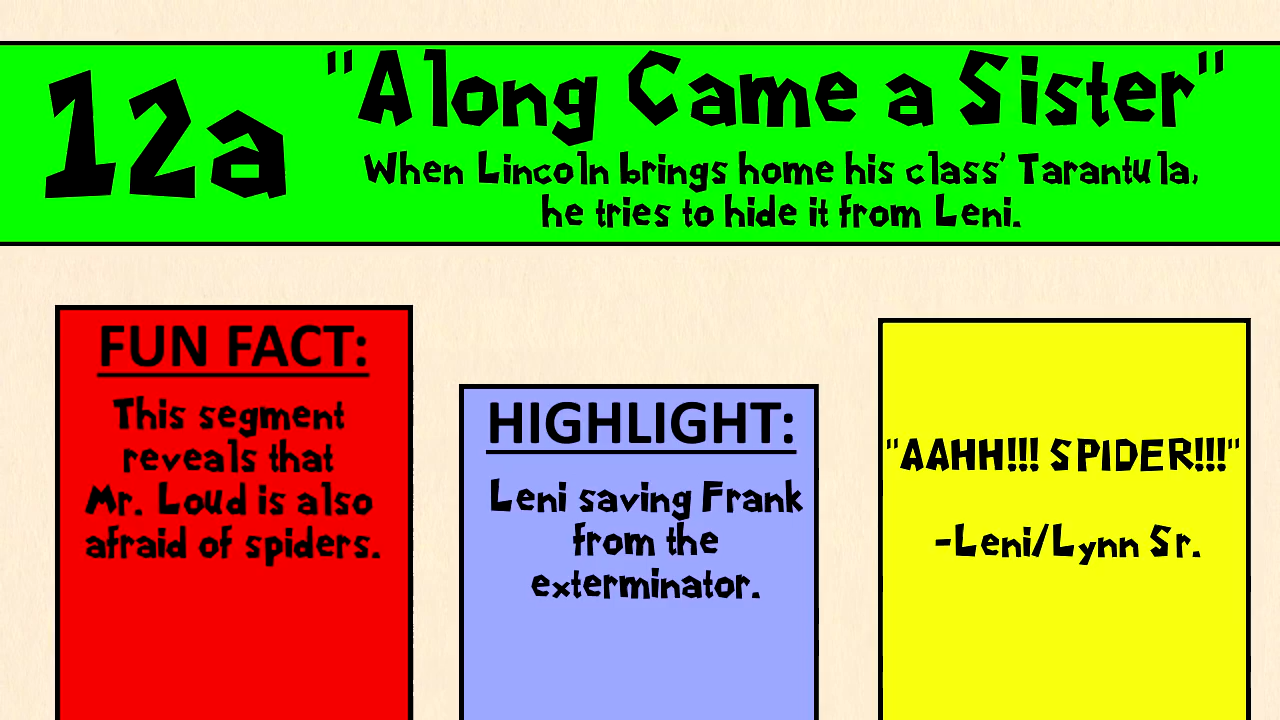 12a
"Along Came a Sister"
When Lincoln brings home his class' Tarantula,
he tries to hide it from Leni.
FUN FACT:
This segment
reveals that
Mr. Loud is also
afraid of spiders.
HIGHLIGHT:
Leni saving Frank
from the
exterminator.
"AAHH!!! SPIDER!!!"
-Leni/Lynn Sr.